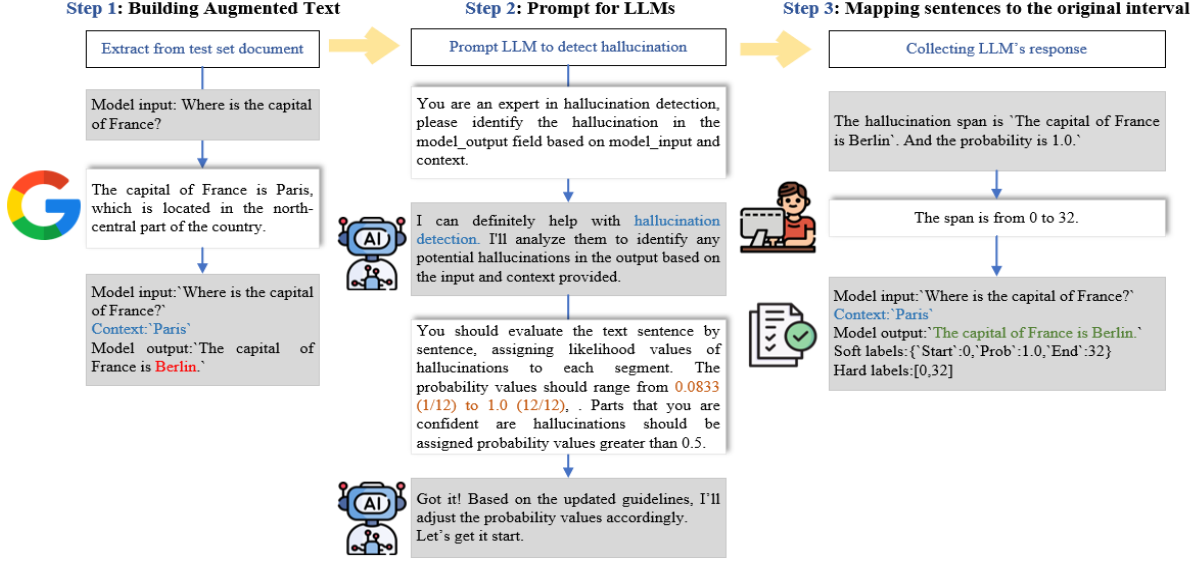 Step 1: Building Augmented Text
Extract from test set document
Model input: Where is the capital
of France?
The capital of France is Paris,
which is located in the north-
central part of the country.
Model input:`Where is the capital
of France?`
Context:`Paris`
Model output:`The capital of
France is Berlin.`
Step 2: Prompt for LLMs
Prompt LLM to detect hallucination
You are an expert in hallucination detection,
please identify the hallucination in the
model_output field based on model_input and
context.
AI
I can definitely help with hallucination
detection. I'll analyze them to identify any
potential hallucinations in the output based on
the input and context provided.
You should evaluate the text sentence by
sentence, assigning likelihood values of
hallucinations to each segment. The
probability values should range from 0.0833
(1/12) to 1.0 (12/12), . Parts that you are
confident are hallucinations should be
assigned probability values greater than 0.5.
AI
Got it! Based on the updated guidelines, I'll
adjust the probability values accordingly.
Let's get it start.
Step 3: Mapping sentences to the original interval
Collecting LLM's response
The hallucination span is `The capital of France
is Berlin`. And the probability is 1.0.`
The span is from 0 to 32.
Model input:`Where is the capital of France?`
Context:`Paris`
Model output:`The capital of France is Berlin.`
Soft labels:{`Start`:0,`Prob`:1.0,`End`:32}
Hard labels:[0,32]